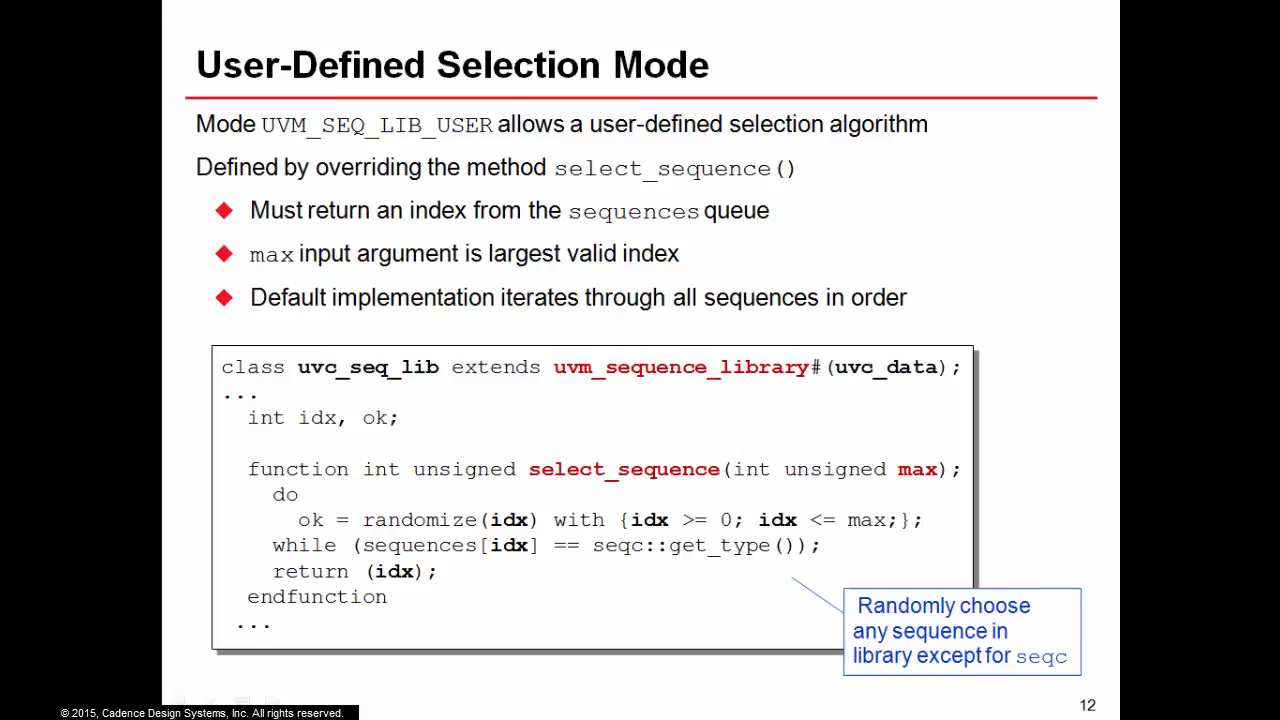 User-Defined Selection Mode
Mode UVM_SEQ_LIB_USER allows a user-defined selection algorithm
Defined by overriding the method select_sequence()
Must return an index from the sequences queue
max input argument is largest valid index
Default implementation iterates through all sequences in order
class uvc_seq_lib extends uvm_sequence_library#(uvc_data);
...
int idx, ok;
function int unsigned select_sequence(int unsigned max);
do
ok = randomize(idx) with {idx >= 0; idx <= max;};
while (sequences[idx] == seqc::get_type());
return (idx);
endfunction
...
Randomly choose
any sequence in
library except for seqc
12
© 2015, Cadence Design Systems, Inc. All rights reserved.